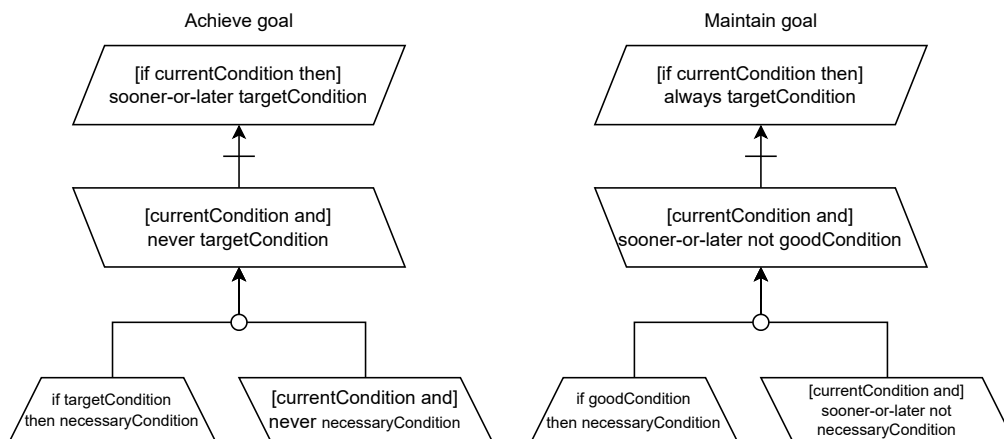 Achieve goal
[if currentCondition then]
sooner-or-later targetCondition
[currentCondition and]
never targetCondition
if targetCondition
then necessaryCondition
[currentCondition and]
never necessaryCondition
Maintain goal
[if currentCondition then]
always targetCondition
[currentCondition and]
sooner-or-later not goodCondition
if goodCondition
then necessaryCondition
[currentCondition and]
sooner-or-later not
necessaryCondition